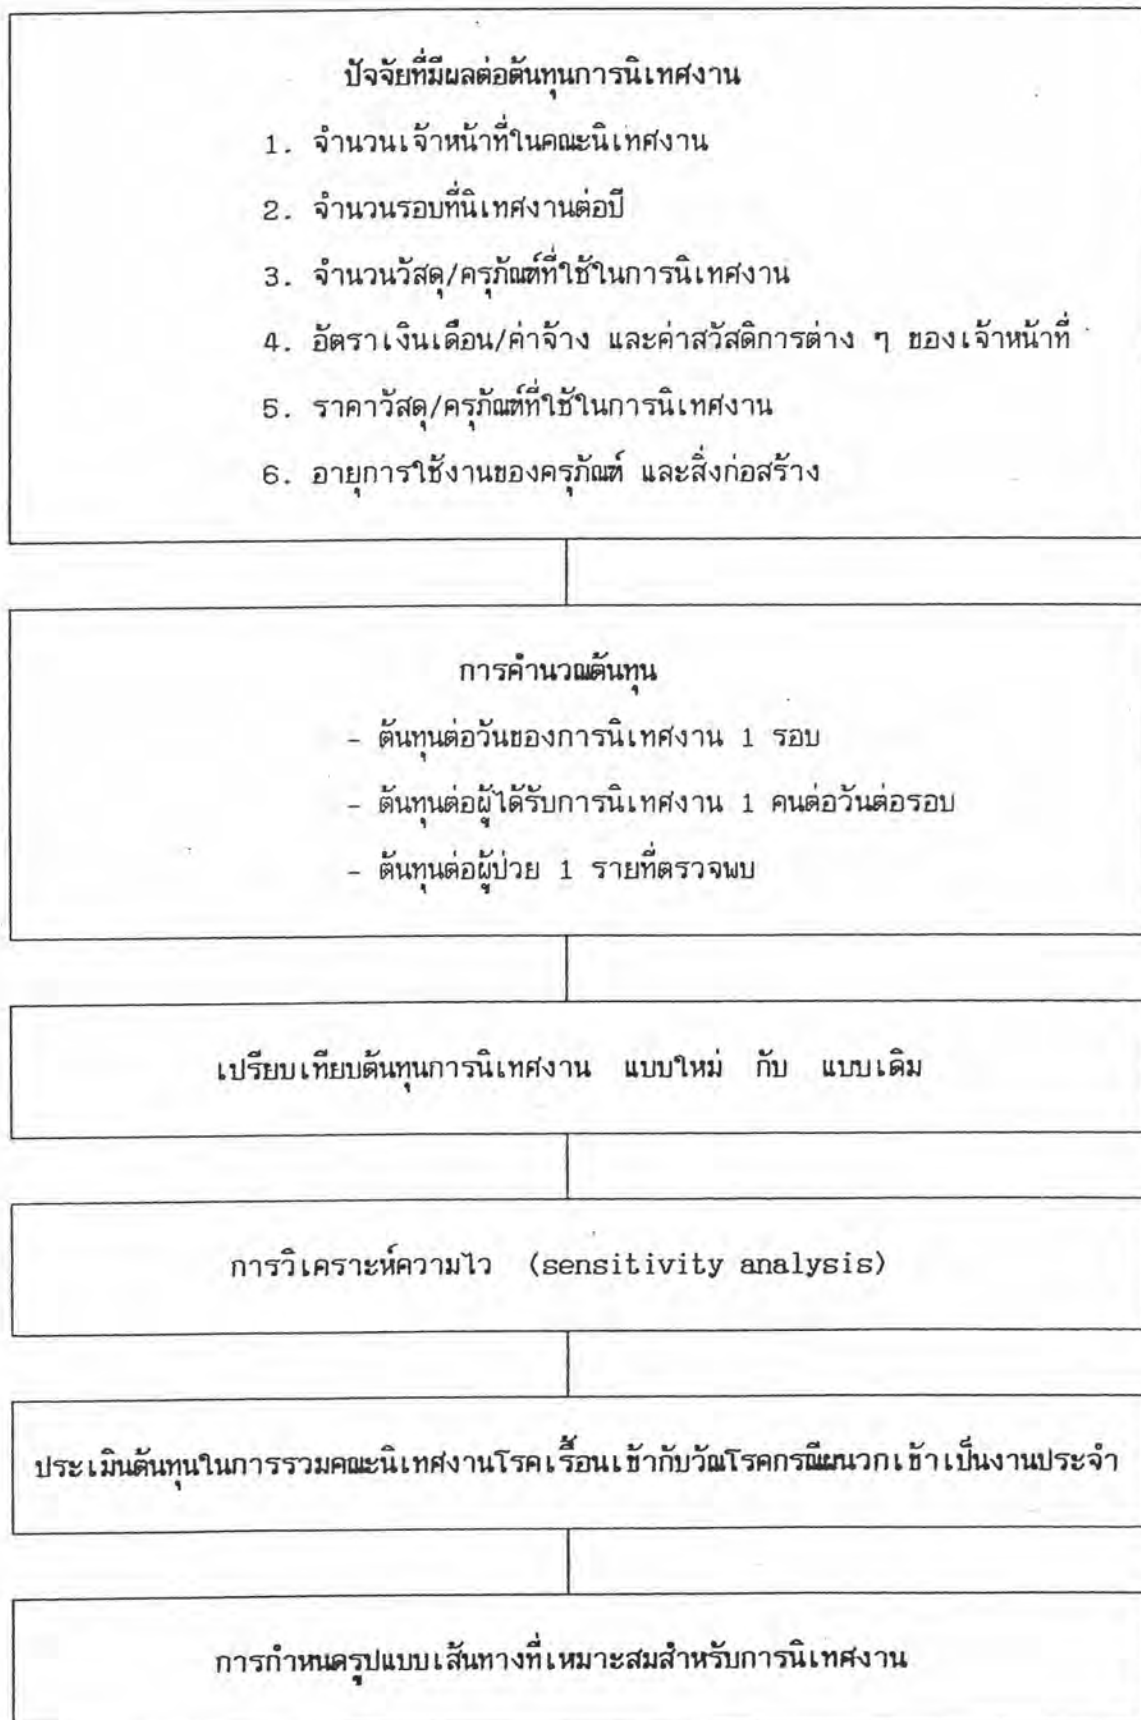 ปัจจัยที่มีผลต่อต้นทุนการนิเทศงาน
1. จำนวนเจ้าหน้าที่ในคณะนิเทศงาน
2. จำนวนรอบที่นิเทศงานต่อปี
3. จำนวนวัสดุ/ครุภัณฑ์ที่ใช้ในการนิเทศงาน
4. อัตราเงินเดือน/ค่าจ้าง และค่าสวัสดิการต่าง ๆ ของเจ้าหน้าที่
5. ราคาวัสดุ/ครุภัณฑ์ที่ใช้ในการนิเทศงาน
6. อายุการใช้งานของครุภัณฑ์ และสิ่งก่อสร้าง
การคำนวณต้นทุน
- ต้นทุนต่อวันของการนิเทศงาน 1 รอบ
- ต้นทุนต่อผู้ได้รับการนิเทศงาน 1 คนต่อวันต่อรอบ
- ต้นทุนต่อผู้ป่วย 1 รายที่ตรวจพบ
เปรียบเทียบต้นทุนการนิเทศงาน แบบใหม่ กับ แบบเดิม
การวิเคราะห์ความไว (sensitivity analysis)
ประเมินต้นทุนในการรวมคณะนิเทศงานโรคเรื้อนเข้ากับวัณโรคกรณีผนวกเข้าเป็นงานประจำ
การกำหนดรูปแบบเส้นทางที่เหมาะสมสำหรับการนิเทศงาน